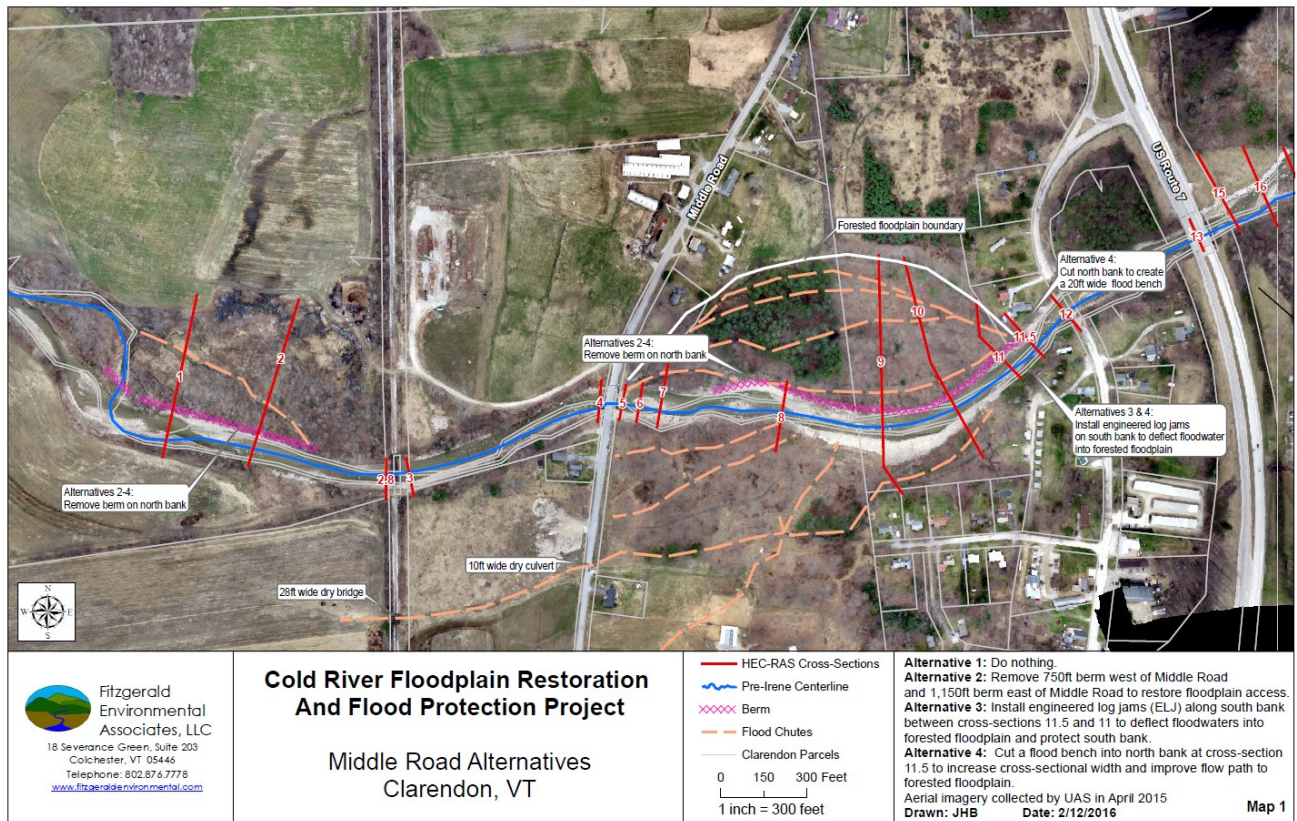 US Route 7
Middle Road
Forested floodplain boundary
Alternative 4:
Cut north bank to create
a 20ft wide flood bench
15
16
13
12
11.5
11
10
9
8
7
6
5
4
3
2.8
2
1
Alternatives 2-4:
Remove berm on north bank
Alternatives 3 & 4:
Install engineered log jams
on south bank to deflect floodwater
into forested floodplain
Alternatives 2-4:
Remove berm on north bank
10ft wide dry culvert
28ft wide dry bridge
N
W E
S
Fitzgerald
Environmental
Associates, LLC
18 Severance Green, Suite 203
Colchester, VT 05446
Telephone: 802.876.7778
www.fitzgeraldenvironmental.com
Cold River Floodplain Restoration
And Flood Protection Project
Middle Road Alternatives
Clarendon, VT
HEC-RAS Cross-Sections
Pre-Irene Centerline
Berm
Flood Chutes
Clarendon Parcels
0 150 300 Feet
1 inch = 300 feet
Alternative 1: Do nothing.
Alternative 2: Remove 750ft berm west of Middle Road
and 1,150ft berm east of Middle Road to restore floodplain access.
Alternative 3: Install engineered log jams (ELJ) along south bank
between cross-sections 11.5 and 11 to deflect floodwaters into
forested floodplain and protect south bank.
Alternative 4: Cut a flood bench into north bank at cross-section
11.5 to increase cross-sectional width and improve flow path to
forested floodplain.
Aerial imagery collected by UAS in April 2015
Drawn: JHB Date: 2/12/2016
Map 1